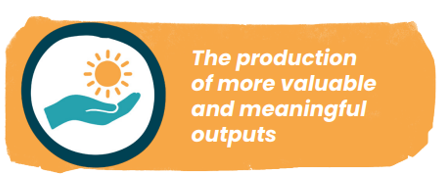 The production
of more valuable
and meaningful
outputs